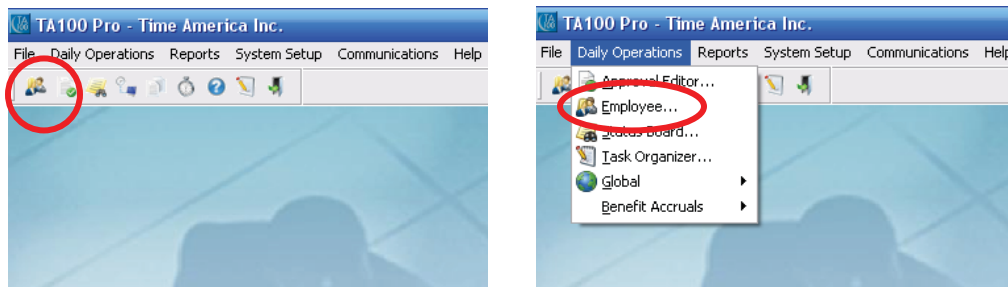 TA100 Pro - Time America Inc.
File Daily Operations Reports System Setup Communications Help
TA100 Pro - Time America Inc.
File Daily Operations Reports System Setup Communications Help
Approval Editor...
Employee...
Status Board...
Task Organizer...
Global
Benefit Accruals